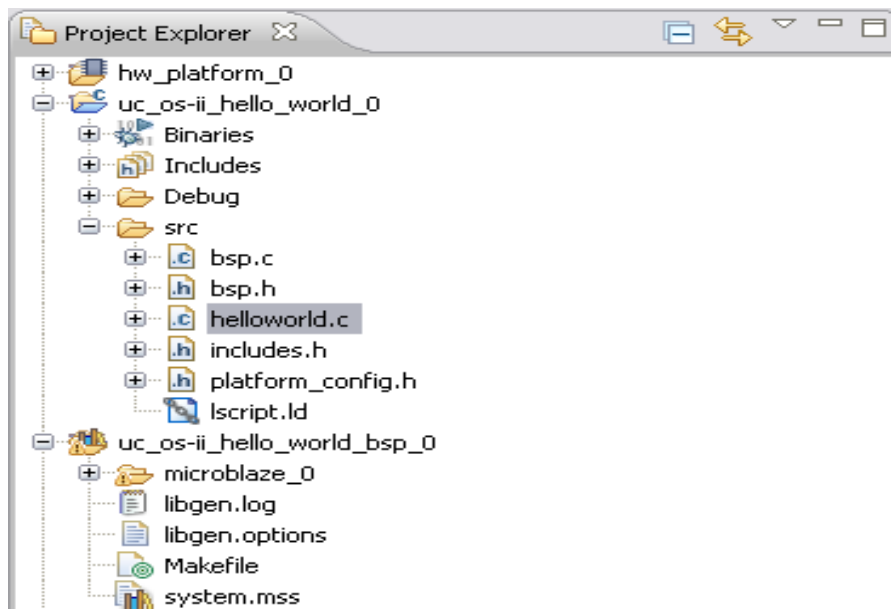 Project Explorer
hw_platform_0
uc_os-ii_hello_world_0
Binaries
Includes
Debug
src
.c bsp.c
.h bsp.h
.c helloworld.c
.h includes.h
.h platform_config.h
lscript.ld
uc_os-ii_hello_world_bsp_0
microblaze_0
libgen.log
libgen.options
Makefile
system.mss